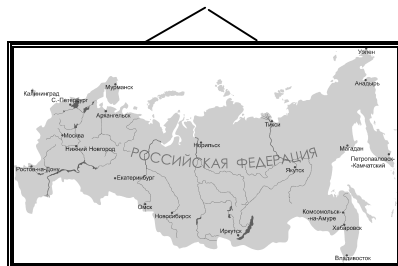 Уэлен
Анадырь
Мурманск
Калининград
С.-Петербург
Архангельск
Тикси
Москва
Норильск
Магадан
Нижний Новгород
РОССИЙСКАЯ ФЕДЕРАЦИЯ
Петропавловск-
-Камчатский
Ростов-на-Дону
Якутск
Екатеринбург
Омск
Новосибирск
Комсомольск-
-на-Амуре
Иркутск
Хабаровск
Владивосток